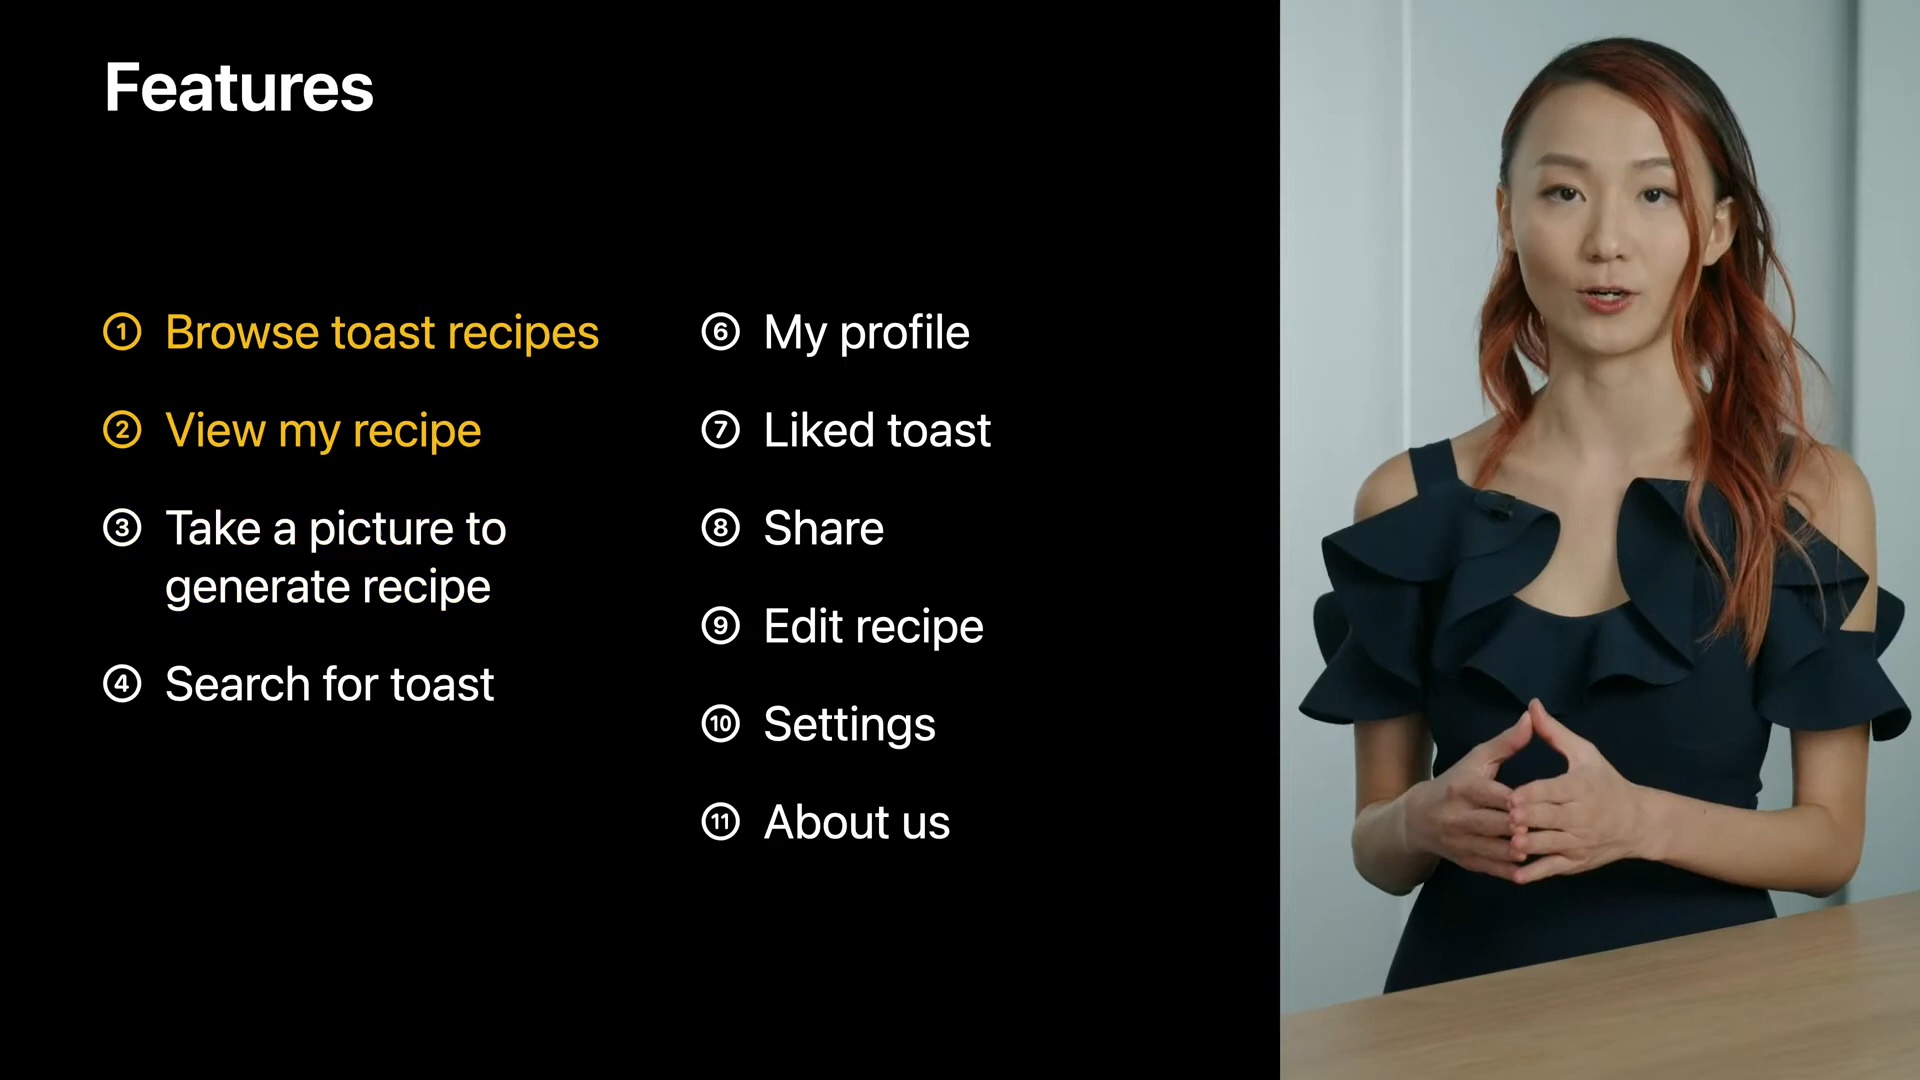 Features
① Browse toast recipes
② View my recipe
③ Take a picture to
generate recipe
④ Search for toast
⑥ My profile
⑦ Liked toast
⑧ Share
⑨ Edit recipe
⑩ Settings
⑪ About us